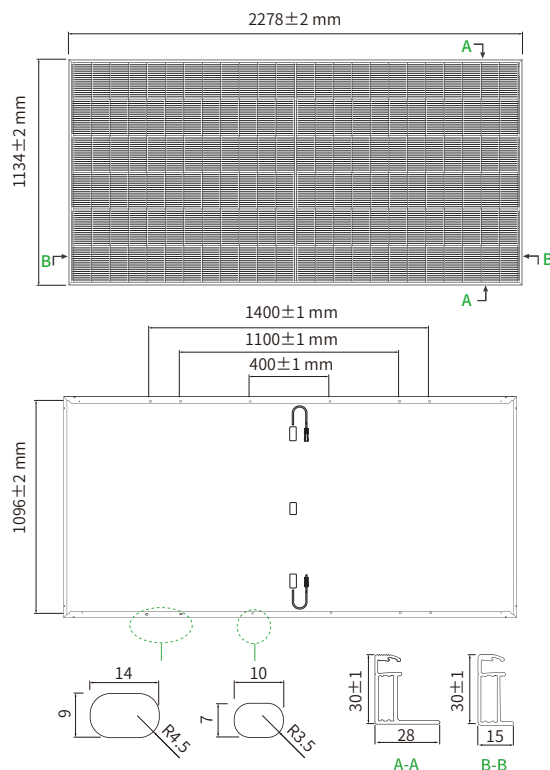 2278±2 mm
A
1134±2 mm
B
B
A
1400±1 mm
1100±1 mm
400±1 mm
1096±2 mm
14
9
R4.5
10
7
R3.5
30±1
28
A-A
30±1
15
B-B